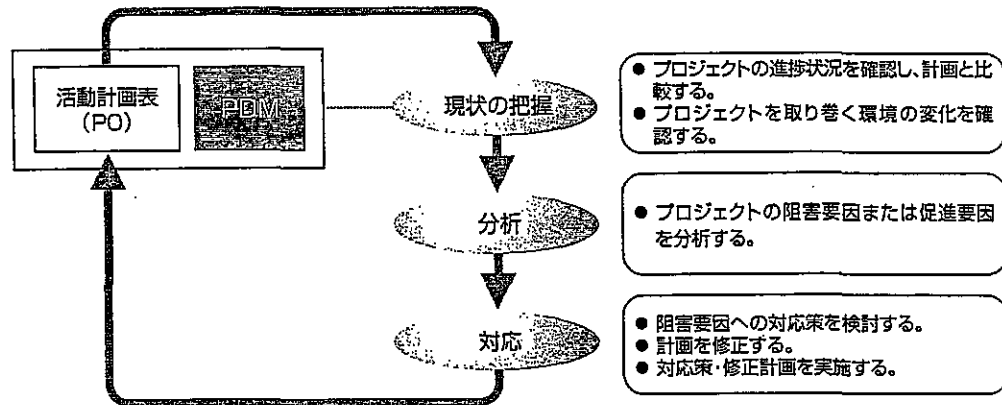 活動計画表
(PO)
PDM
現状の把握
● プロジェクトの進捗状況を確認し、計画と比
較する。
● プロジェクトを取り巻く環境の変化を確
認する。
分析
● プロジェクトの阻害要因または促進要因
を分析する。
対応
● 阻害要因への対応策を検討する。
● 計画を修正する。
● 対応策・修正計画を実施する。